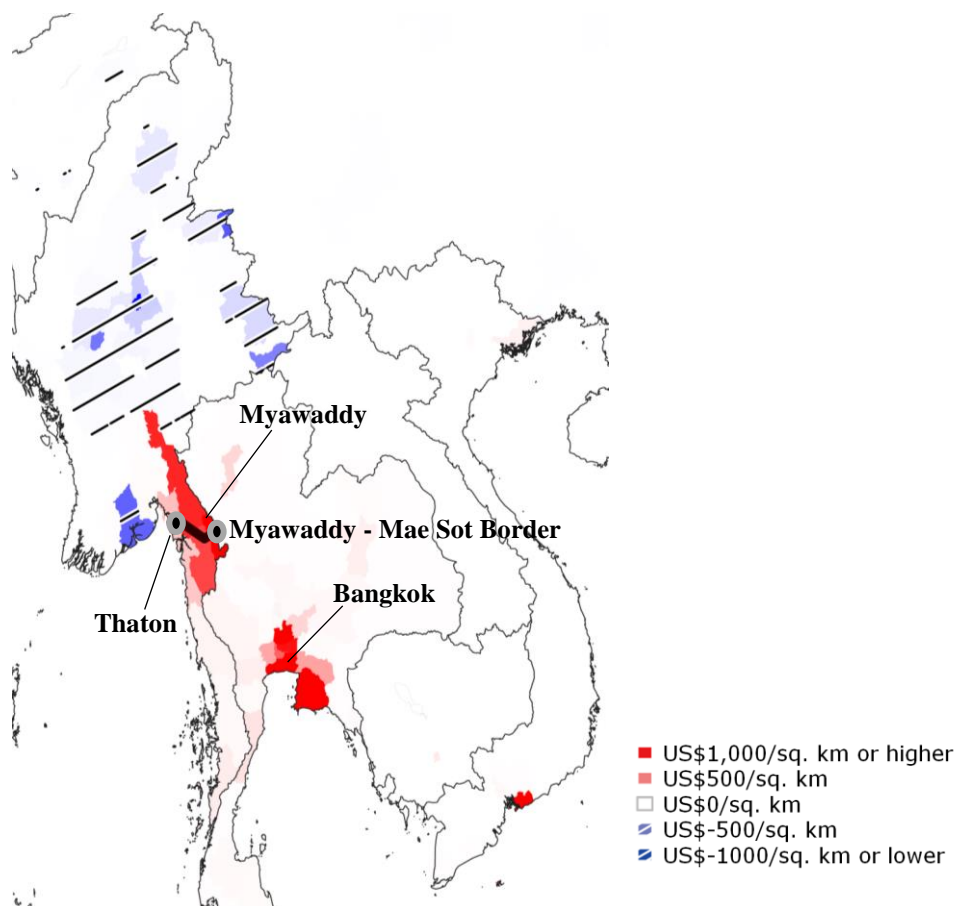 Myawaddy
Myawaddy - Mae Sot Border
Bangkok
Thaton
US$1,000/sq. km or higher
US$500/sq. km
US$0/sq. km
US$-500/sq. km
US$-1000/sq. km or lower